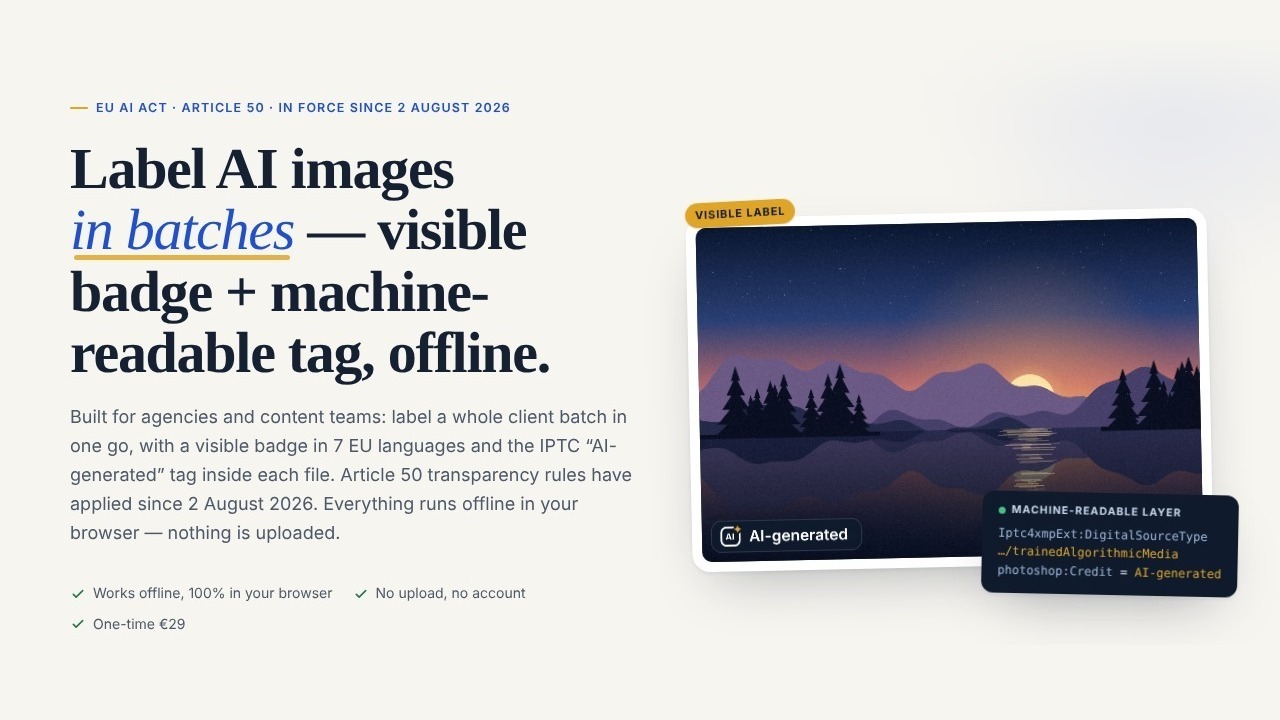 EU AI ACT · ARTICLE 50 · IN FORCE SINCE 2 AUGUST 2026
Label AI images
in batches — visible
badge + machine-
readable tag, offline.
Built for agencies and content teams: label a whole client batch in
one go, with a visible badge in 7 EU languages and the IPTC “AI-
generated” tag inside each file. Article 50 transparency rules have
applied since 2 August 2026. Everything runs offline in your
browser — nothing is uploaded.
Works offline, 100% in your browser
No upload, no account
One-time €29
VISIBLE LABEL
AI
AI-generated
MACHINE-READABLE LAYER
Iptc4xmpExt:DigitalSourceType
…/trainedAlgorithmicMedia
photoshop:Credit = AI-generated